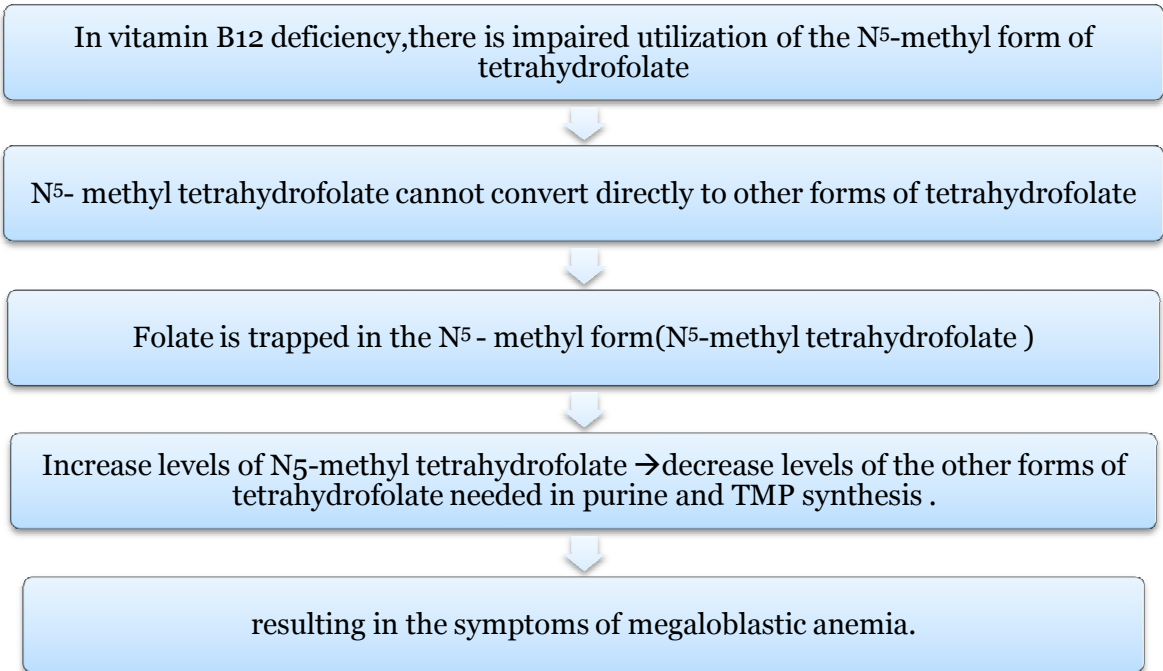 In vitamin B12 deficiency,there is impaired utilization of the N⁵-methyl form of
tetrahydrofolate
N⁵- methyl tetrahydrofolate cannot convert directly to other forms of tetrahydrofolate
Folate is trapped in the N⁵ - methyl form(N⁵-methyl tetrahydrofolate )
Increase levels of N5-methyl tetrahydrofolate →decrease levels of the other forms of
tetrahydrofolate needed in purine and TMP synthesis .
resulting in the symptoms of megaloblastic anemia.